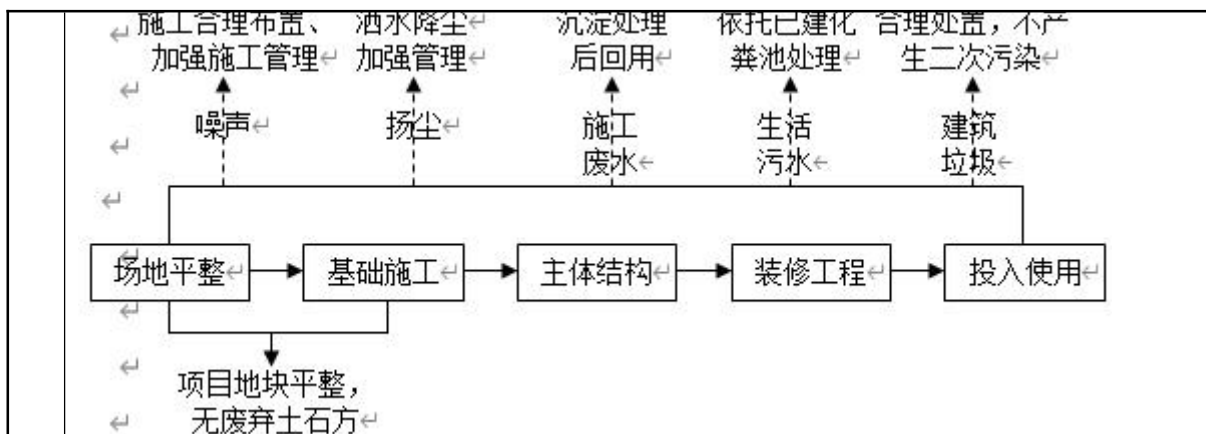 施工合理布置、 洒水降尘 沉淀处理 依托已建化 合理处置，不产
加强施工管理 加强管理 后回用 粪池处理 生二次污染
噪声 扬尘 施工 生活 建筑
废水 污水 垃圾
场地平整 基础施工 主体结构 装修工程 投入使用
项目地块平整，
无废弃土石方